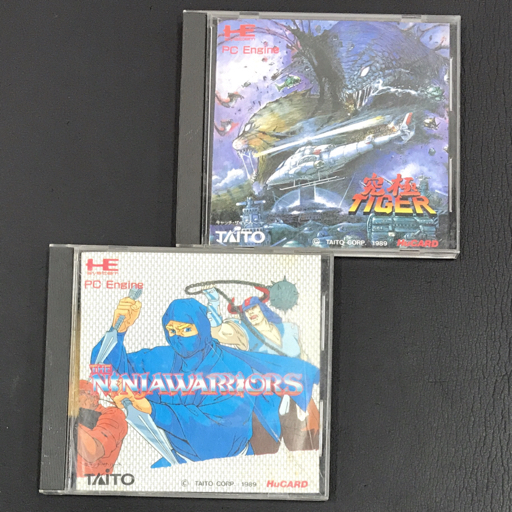 HE
PC Engine
究極
TIGER
TAITO
© TAITO CORP. 1989
HuCARD
HE
PC Engine
THE
NINJAWARRIORS
TAITO
© TAITO CORP. 1989
HuCARD